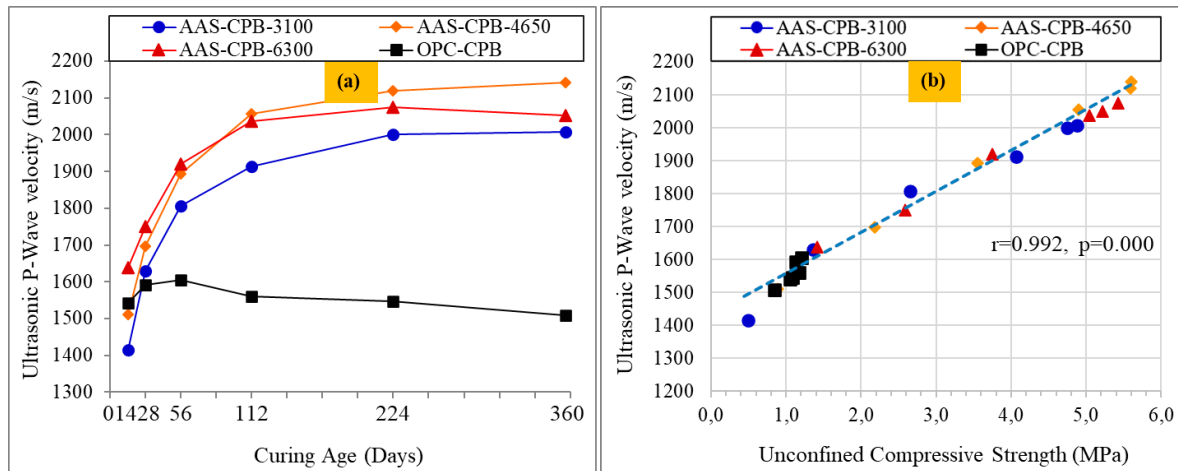 AAS-CPB-3100 AAS-CPB-4650
AAS-CPB-6300 OPC-CPB
(a)
Ultrasonic P-Wave velocity (m/s)
2200
2100
2000
1900
1800
1700
1600
1500
1400
1300
0 14 28 56 112 224 360
Curing Age (Days)
AAS-CPB-3100 AAS-CPB-4650
AAS-CPB-6300 OPC-CPB
(b)
Ultrasonic P-Wave velocity (m/s)
2200
2100
2000
1900
1800
1700
1600
1500
1400
1300
1200
r=0.992, p=0.000
0,0 1,0 2,0 3,0 4,0 5,0 6,0
Unconfined Compressive Strength (MPa)